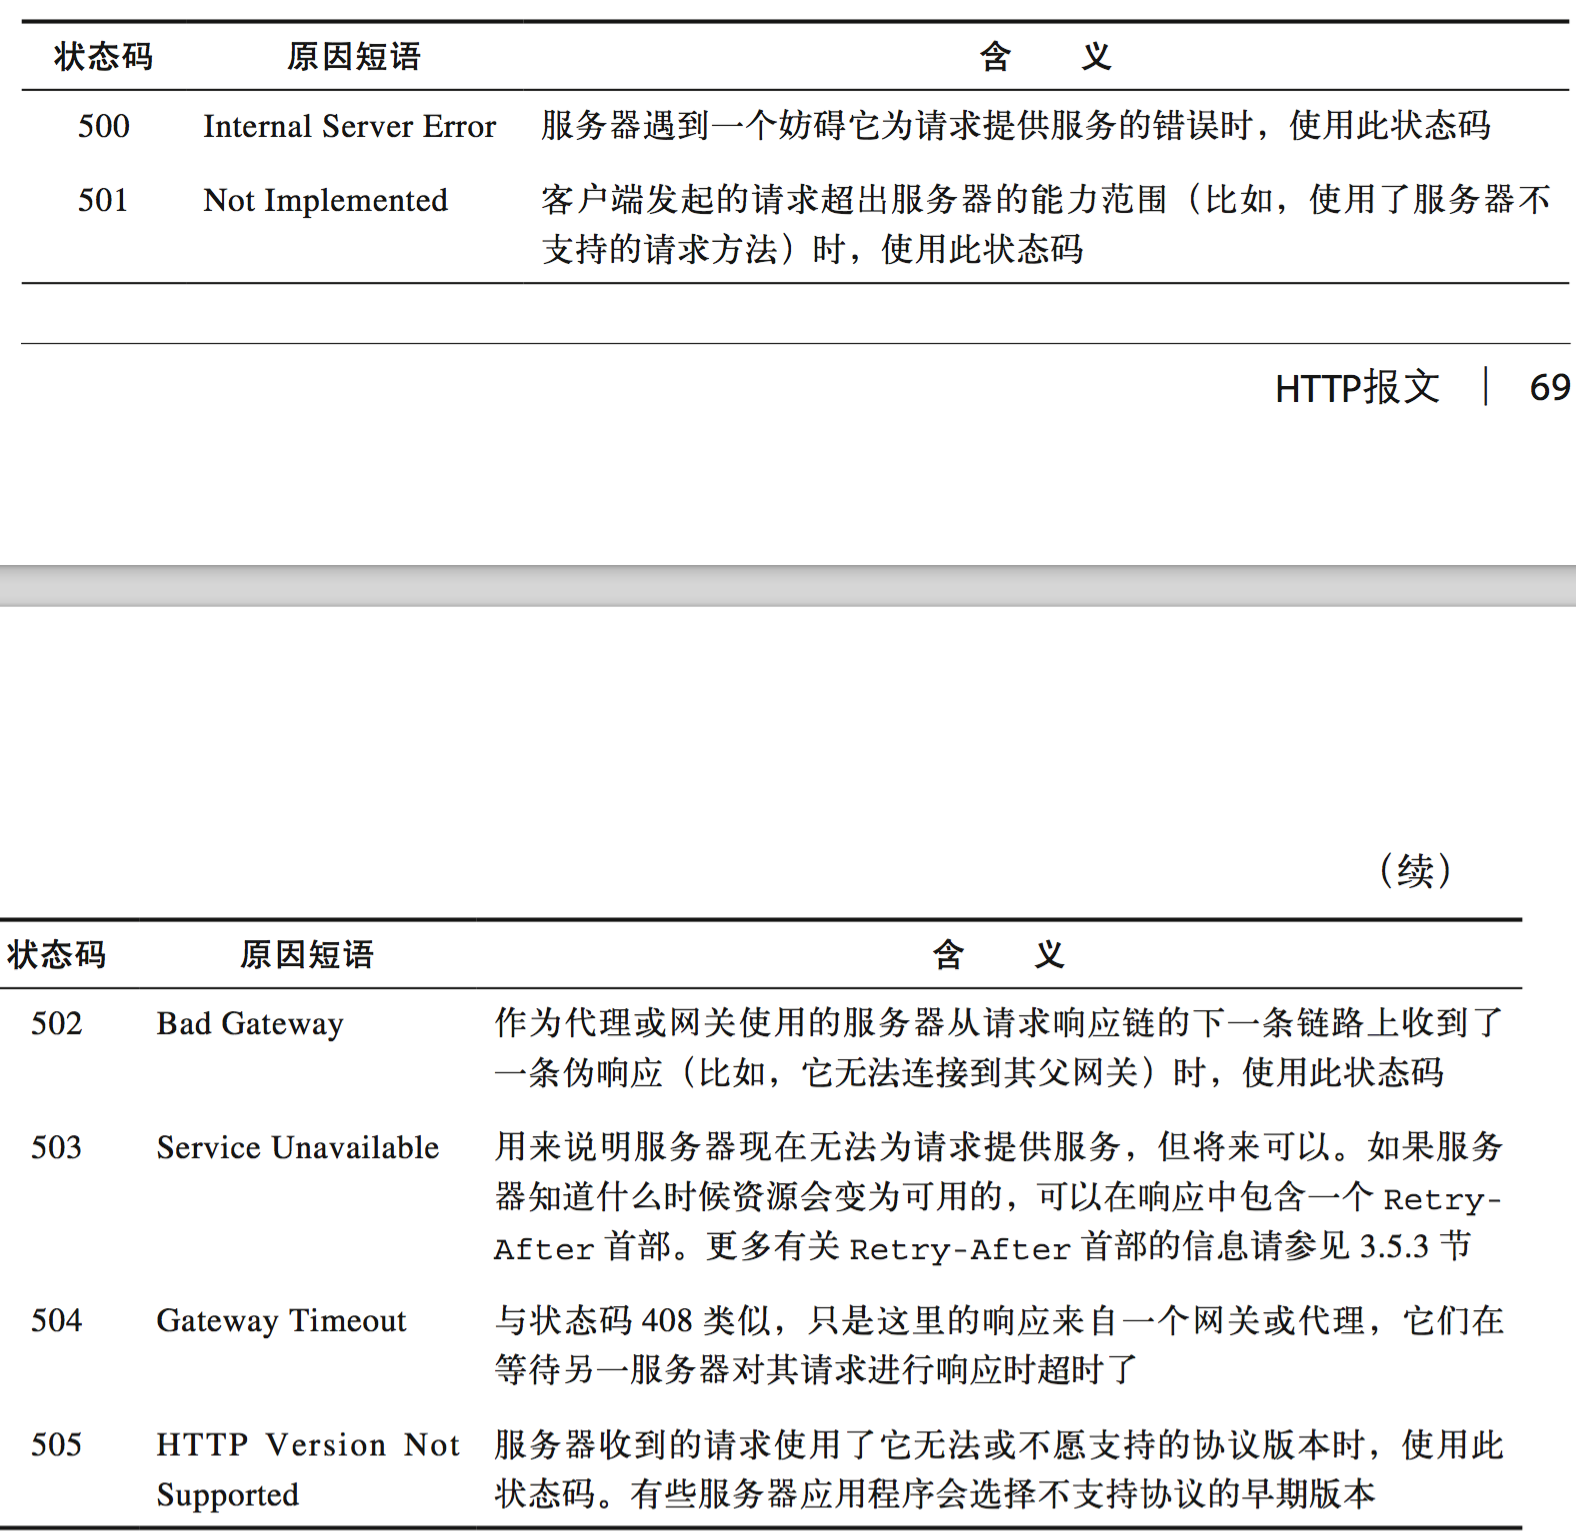 状态码 原因短语 含 义
500 Internal Server Error 服务器遇到一个妨碍它为请求提供服务的错误时，使用此状态码
501 Not Implemented 客户端发起的请求超出服务器的能力范围（比如，使用了服务器不
支持的请求方法）时，使用此状态码
HTTP报文 | 69
（续）
状态码 原因短语 含 义
502 Bad Gateway 作为代理或网关使用的服务器从请求响应链的下一条链路上收到了
一条伪响应（比如，它无法连接到其父网关）时，使用此状态码
503 Service Unavailable 用来说明服务器现在无法为请求提供服务，但将来可以。如果服务
器知道什么时候资源会变为可用的，可以在响应中包含一个 Retry-
After 首部。更多有关 Retry-After 首部的信息请参见 3.5.3 节
504 Gateway Timeout 与状态码 408 类似，只是这里的响应来自一个网关或代理，它们在
等待另一服务器对其请求进行响应时超时了
505 HTTP Version Not 服务器收到的请求使用了它无法或不愿支持的协议版本时，使用此
Supported 状态码。有些服务器应用程序会选择不支持协议的早期版本